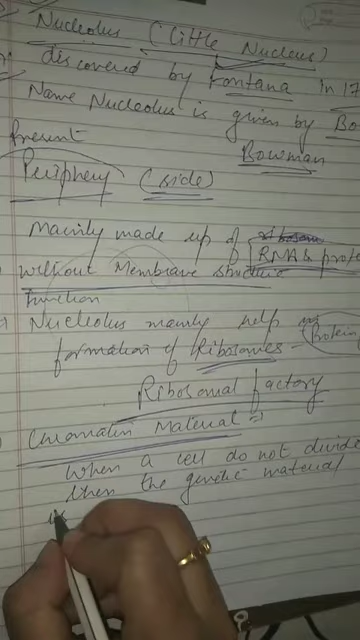 Nucleolus (Little Nucleus)
discovered by Fontana in 17
Name Nucleolus is given by Bo
Bowman
Present
Periphery (side)
Mainly made up of
RNA & prote
without Membrane structure
function
Nucleolus mainly help in
formation of Ribosomes (Protein
Ribosomal factory
Chromatin Material =>
When a cell do not divide
then the genetic material